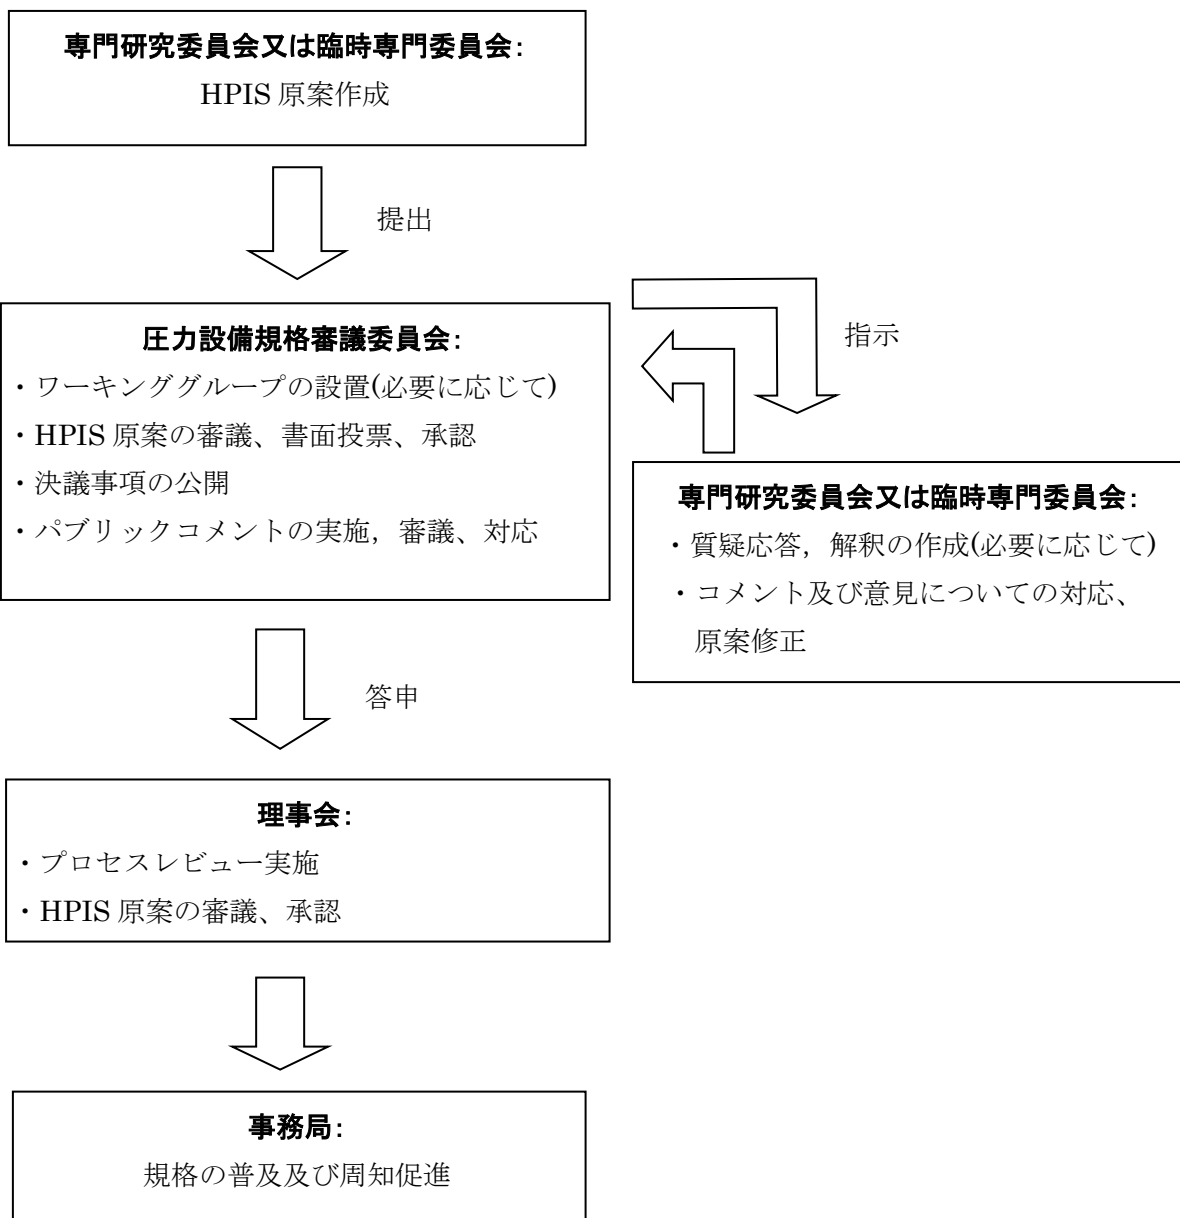 専門研究委員会又は臨時専門委員会：
HPIS 原案作成
提出
圧力設備規格審議委員会：
・ワーキンググループの設置(必要に応じて)
・HPIS 原案の審議、書面投票、承認
・決議事項の公開
・パブリックコメントの実施，審議、対応
指示
専門研究委員会又は臨時専門委員会：
・質疑応答，解釈の作成(必要に応じて)
・コメント及び意見についての対応、
原案修正
答申
理事会：
・プロセスレビュー実施
・HPIS 原案の審議、承認
事務局：
規格の普及及び周知促進